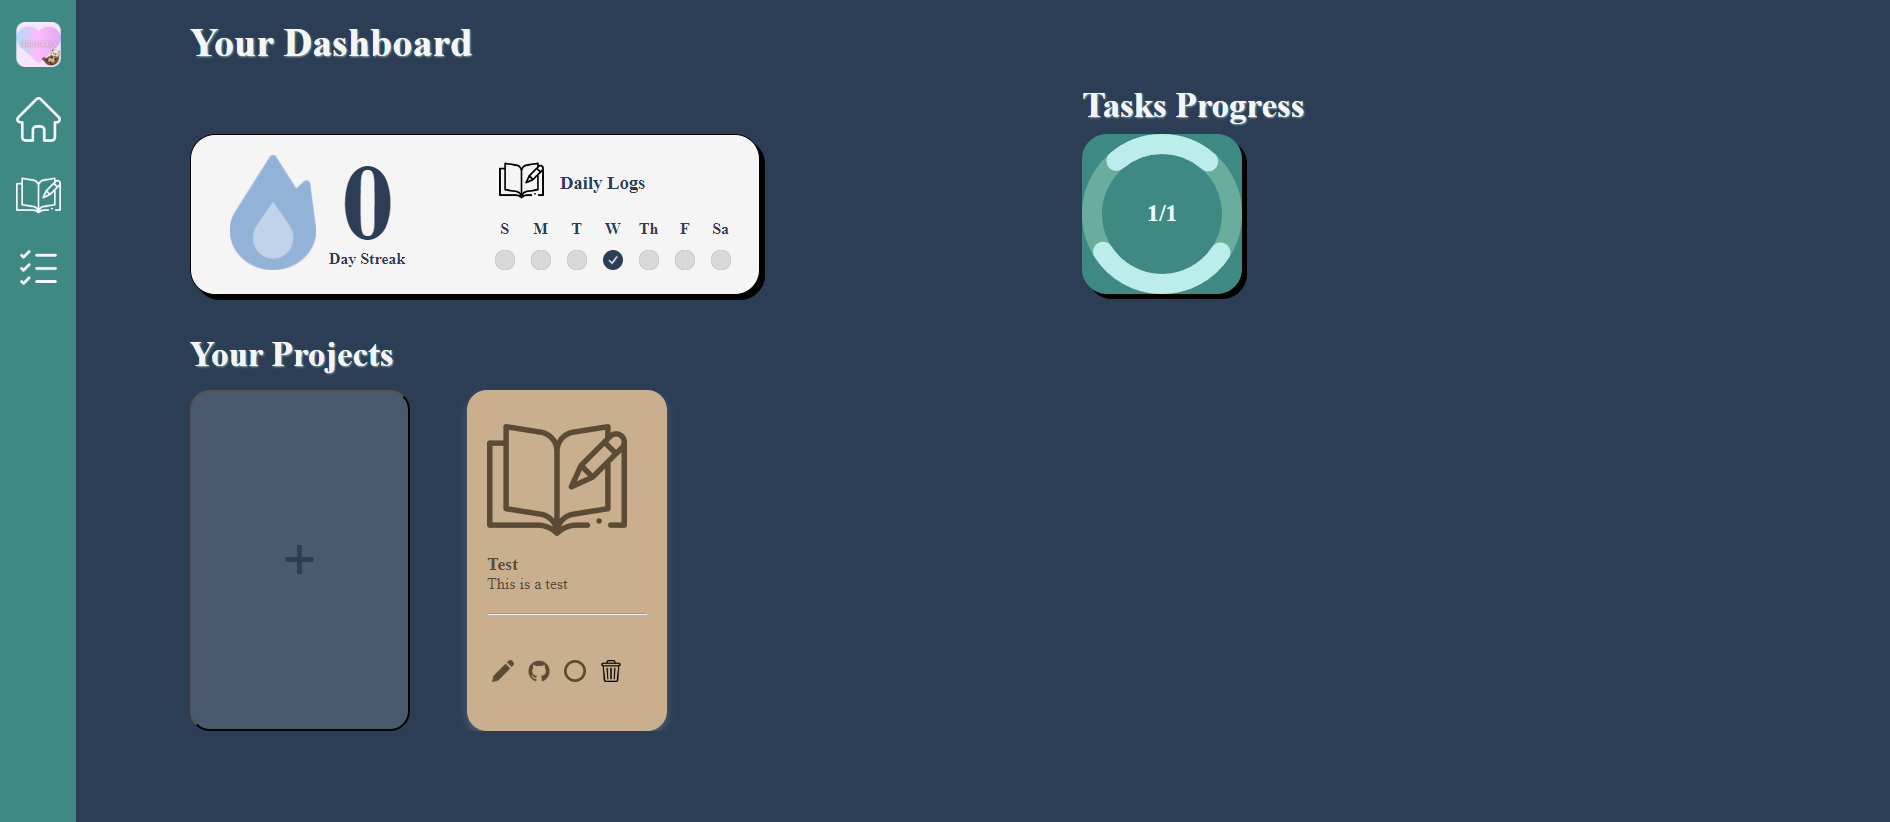 Your Dashboard
Tasks Progress
0
Day Streak
Daily Logs
S M T W Th F Sa
1/1
Your Projects
+
Test
This is a test